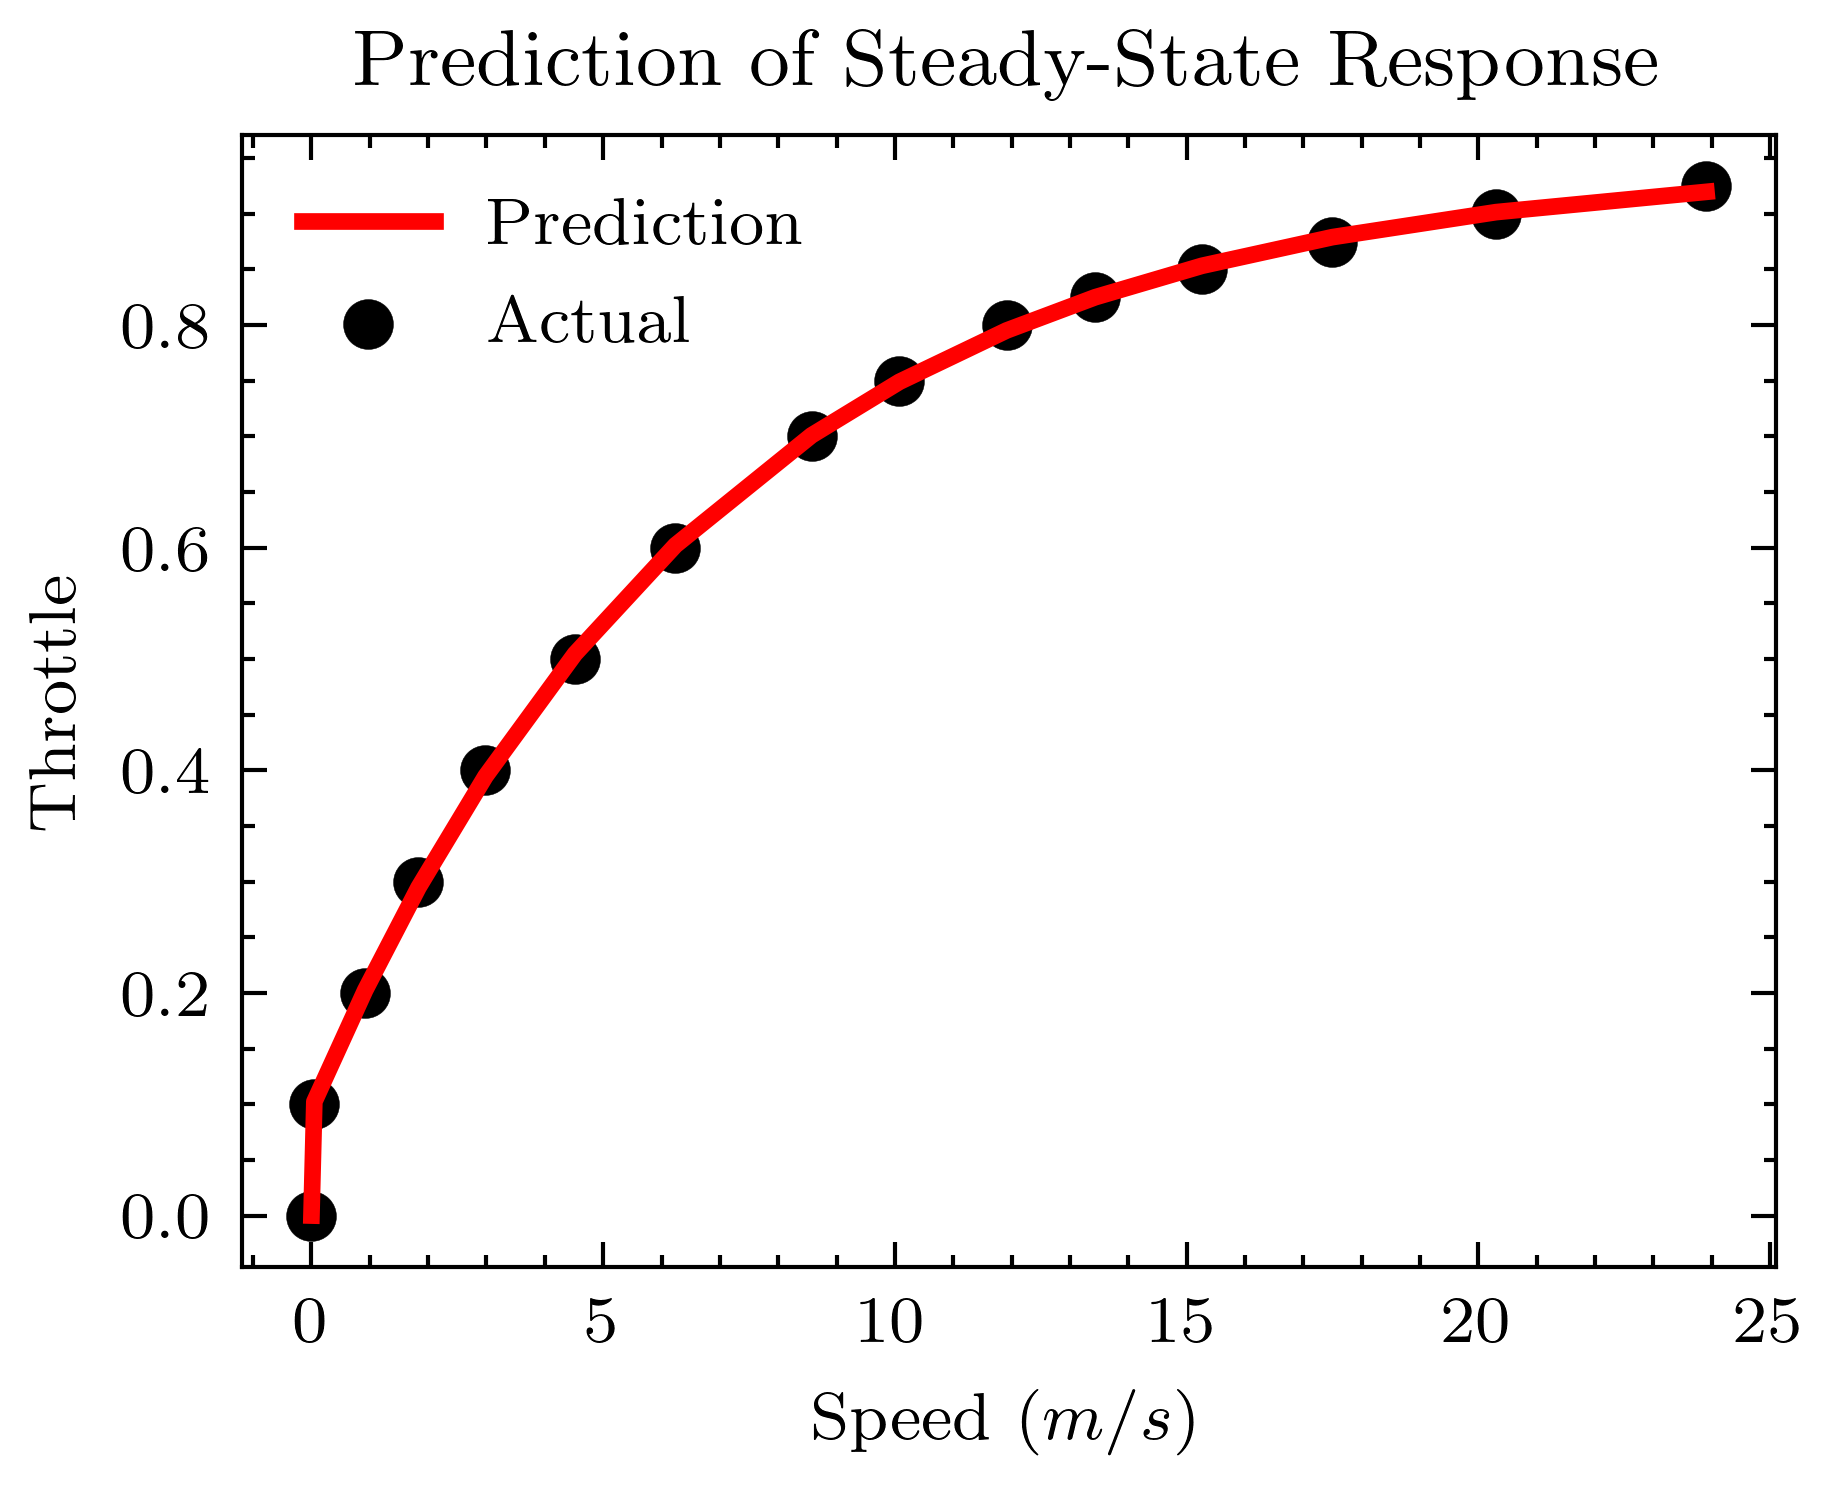 Prediction of Steady-State Response
Prediction
Actual
0.8
0.6
0.4
0.2
0.0
Throttle
0 5 10 15 20 25
Speed (m/s)